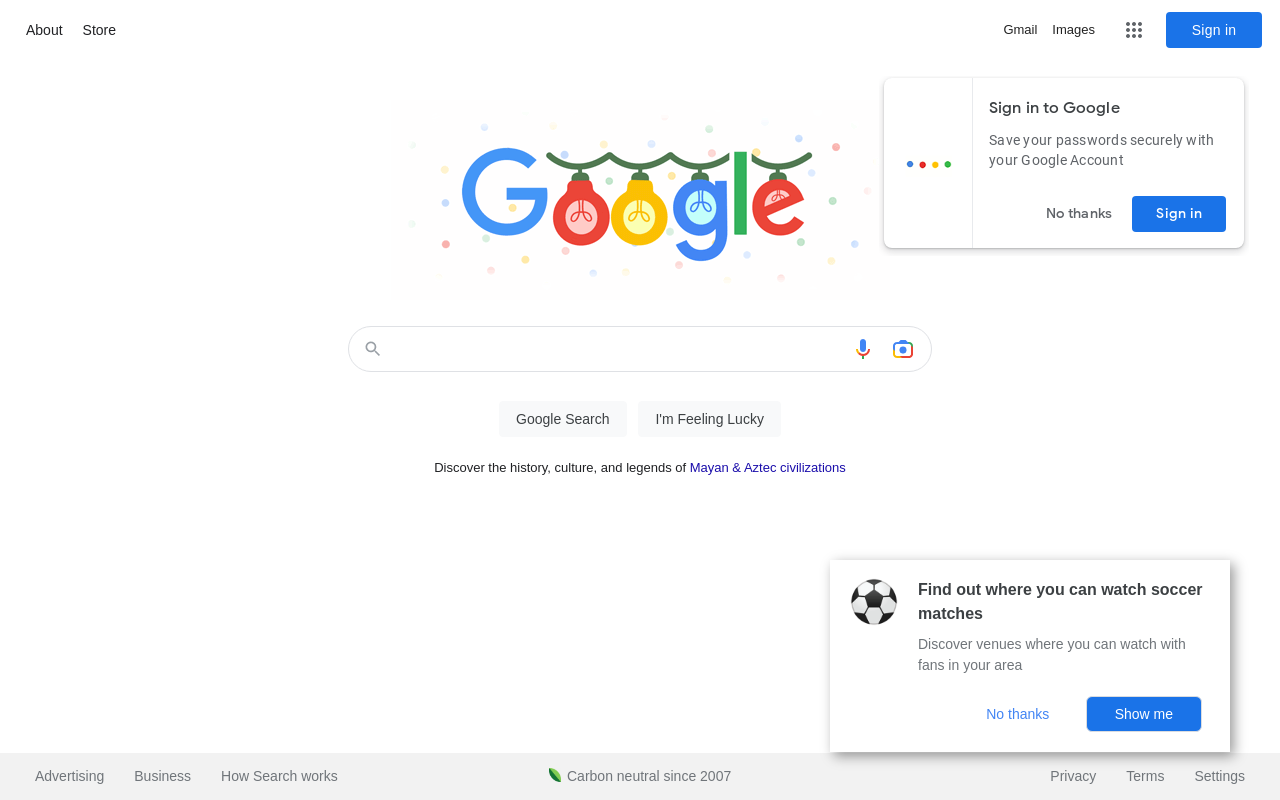 About Store Gmail Images Sign in
Sign in to Google
Save your passwords securely with
your Google Account
No thanks Sign in
Google
Google Search I'm Feeling Lucky
Discover the history, culture, and legends of Mayan & Aztec civilizations
Find out where you can watch soccer
matches
Discover venues where you can watch with
fans in your area
No thanks Show me
Advertising Business How Search works Carbon neutral since 2007 Privacy Terms Settings